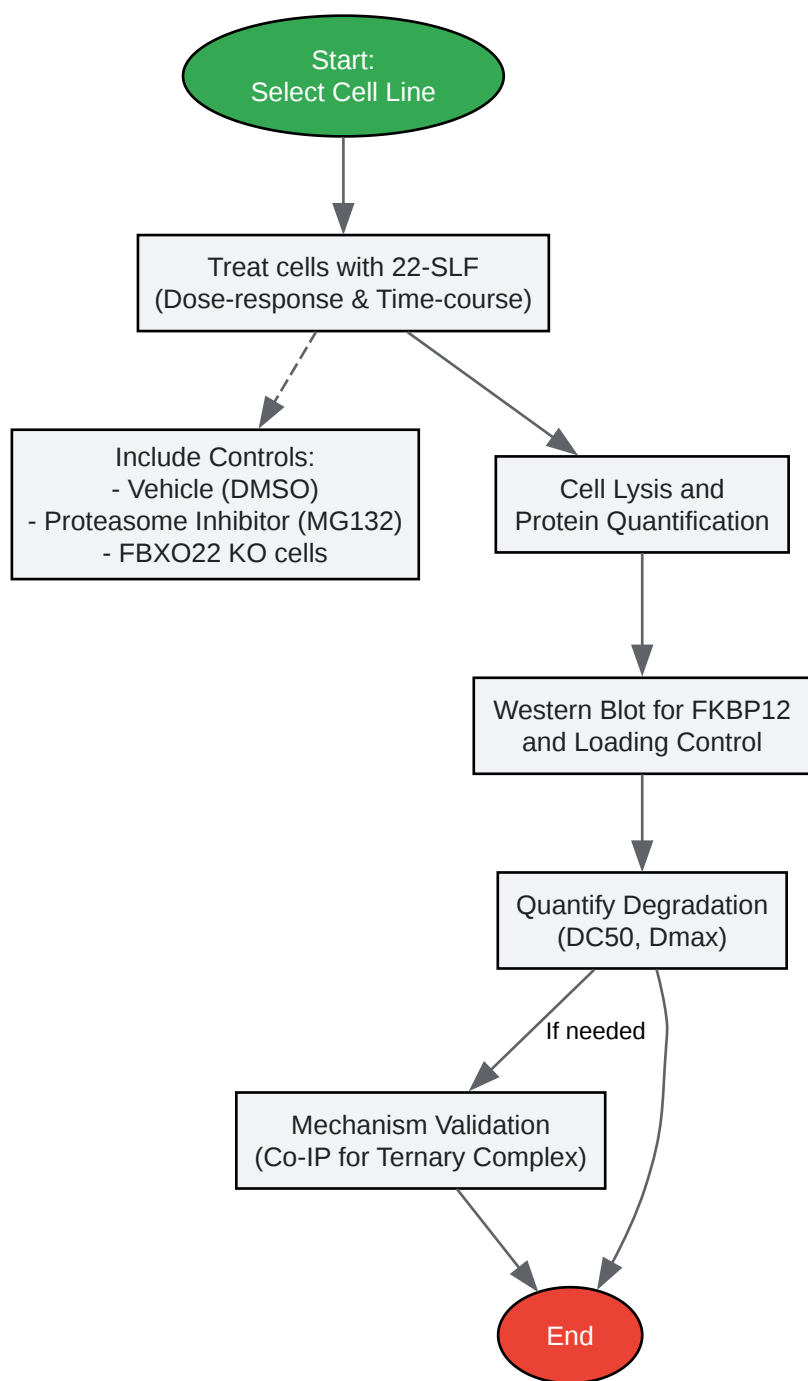 Start:
Select Cell Line
Treat cells with 22-SLF
(Dose-response & Time-course)
Include Controls:
- Vehicle (DMSO)
- Proteasome Inhibitor (MG132)
- FBXO22 KO cells
Cell Lysis and
Protein Quantification
Western Blot for FKBP12
and Loading Control
Quantify Degradation
(DC50, Dmax)
If needed
Mechanism Validation
(Co-IP for Ternary Complex)
End